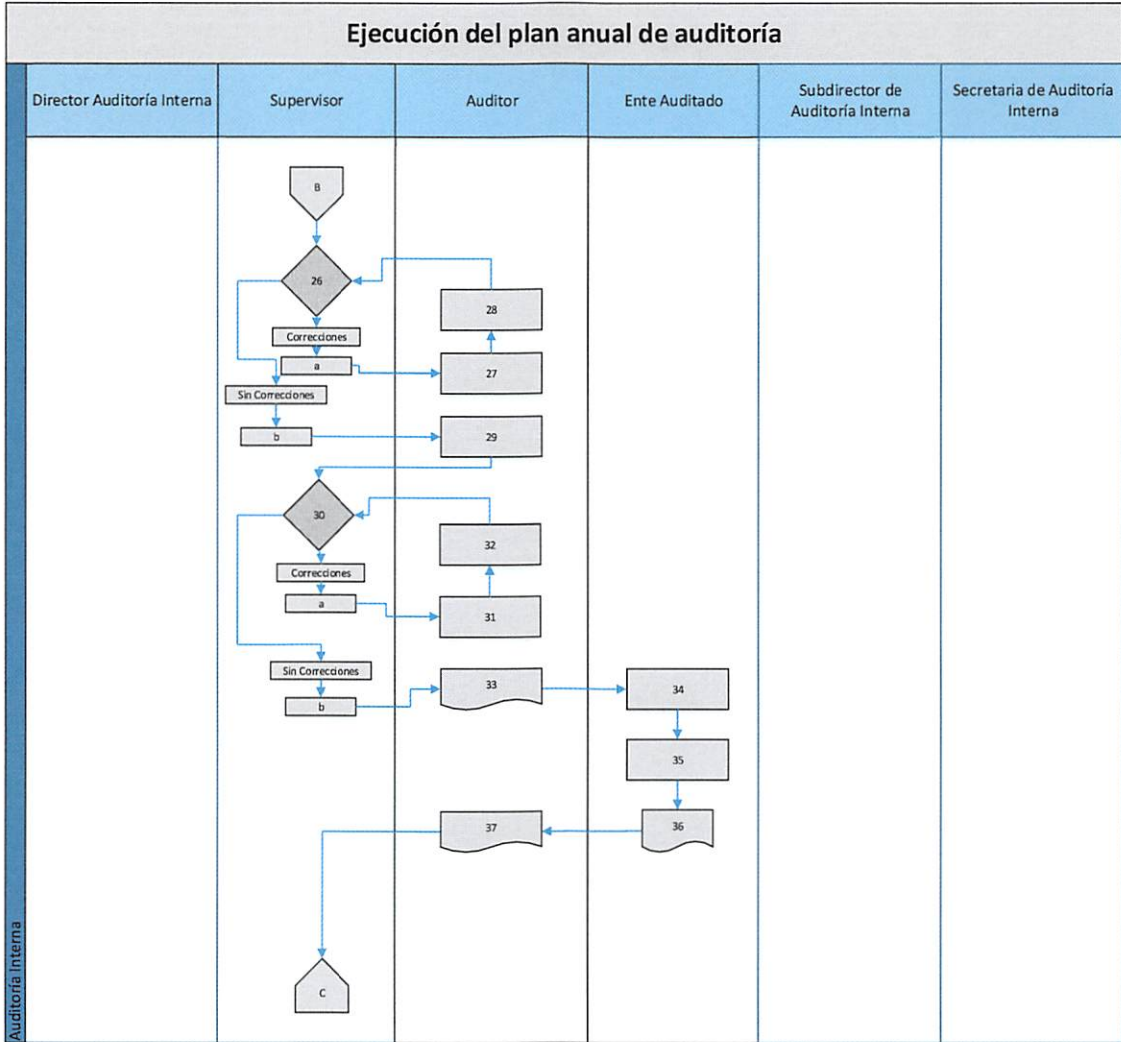 Ejecución del plan anual de auditoría
Director Auditoría Interna
Supervisor
Auditor
Ente Auditado
Subdirector de
Auditoría Interna
Secretaria de Auditoría
Interna
B
26
28
Correcciones
a
27
Sin Correcciones
b
29
30
32
Correcciones
a
31
Sin Correcciones
b
33
34
35
37
36
C
Auditoría Interna